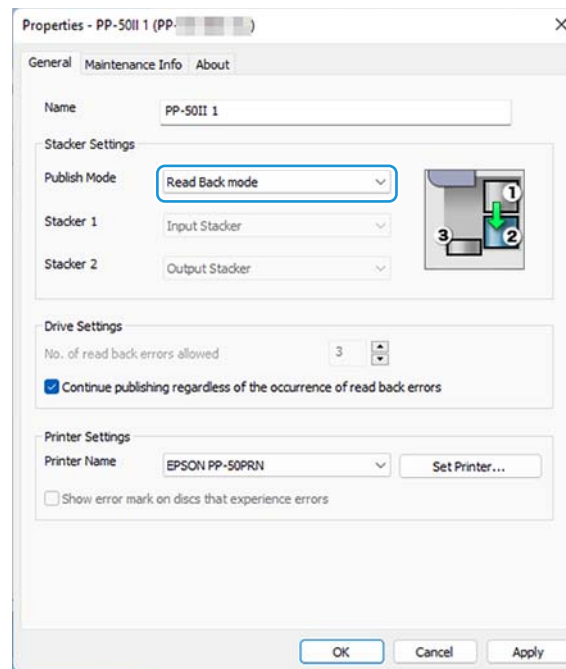 Properties - PP-50II 1 (PP- )
General Maintenance Info About
Name PP-50II 1
Stacker Settings
Publish Mode Read Back mode
1
Stacker 1 Input Stacker
3 2
Stacker 2 Output Stacker
Drive Settings
No. of read back errors allowed 3
Continue publishing regardless of the occurrence of read back errors
Printer Settings
Printer Name EPSON PP-50PRN Set Printer...
Show error mark on discs that experience errors
OK Cancel Apply